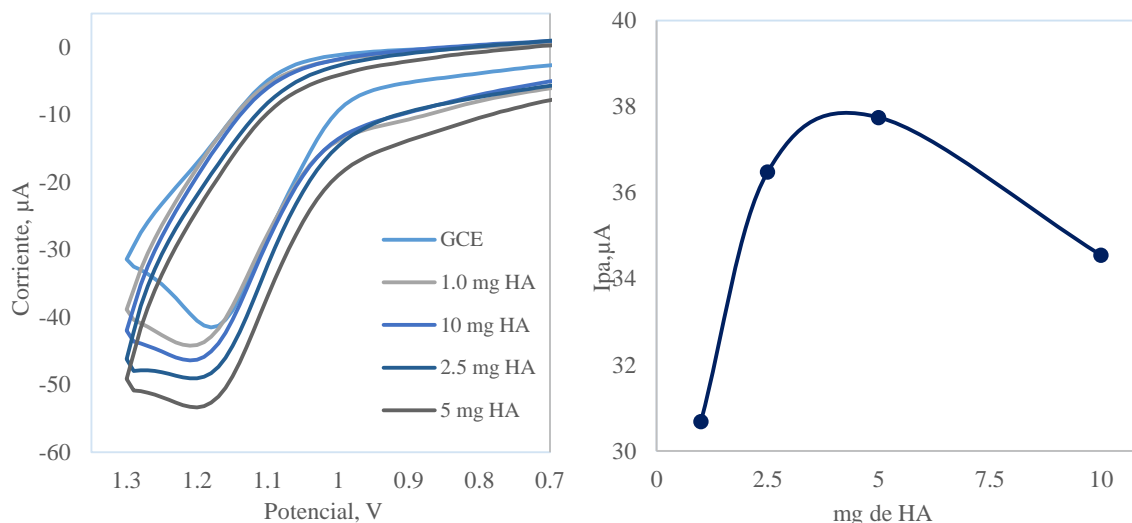 0
-10
-20
-30
-40
-50
-60
Corriente, µA
1.3 1.2 1.1 1 0.9 0.8 0.7
Potencial, V
GCE
1.0 mg HA
10 mg HA
2.5 mg HA
5 mg HA
40
38
36
34
32
30
Ipa,µA
0 2.5 5 7.5 10
mg de HA